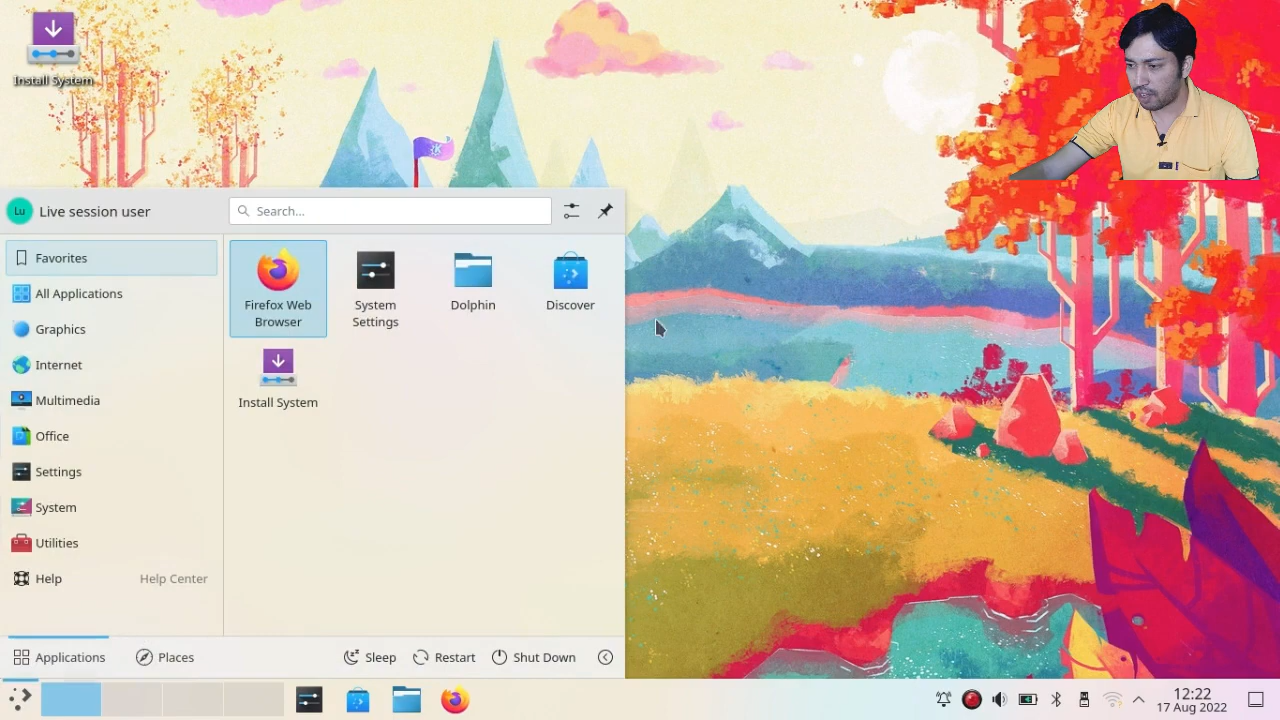 Install System
Lu
Live session user
Search...
Favorites
All Applications
Graphics
Internet
Multimedia
Office
Settings
System
Utilities
Help
Help Center
Firefox Web
Browser
System
Settings
Dolphin
Discover
Install System
Applications
Places
Sleep
Restart
Shut Down
12:22
17 Aug 2022